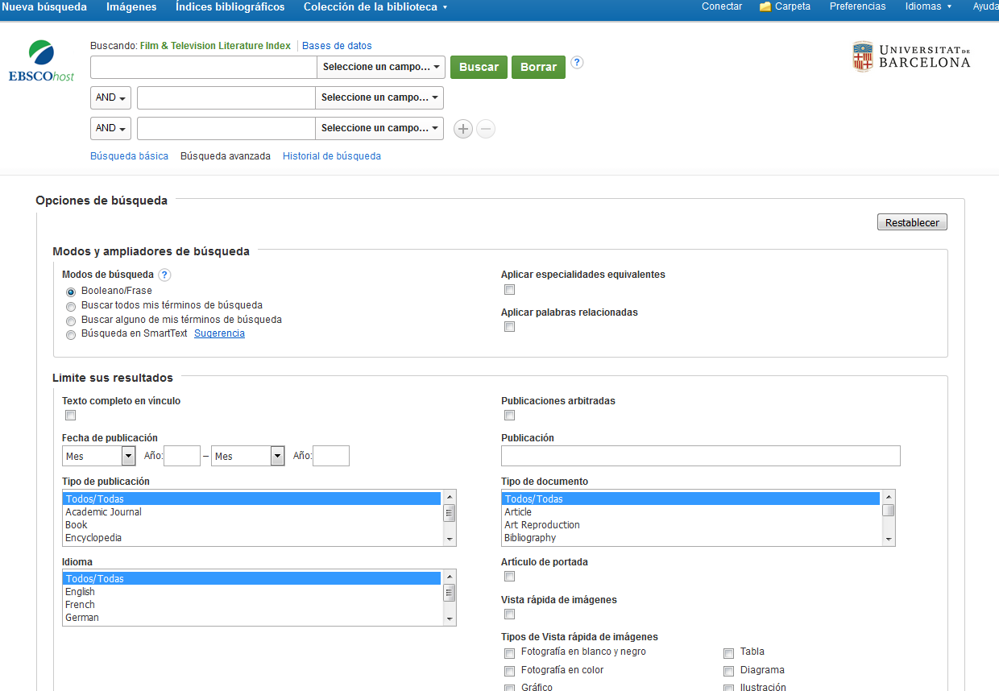 Nueva búsqueda Imágenes Índices bibliográficos Colección de la biblioteca Conectar Carpeta Preferencias Idiomas Ayuda
Buscando: Film & Television Literature Index Bases de datos
EBSCOhost
Seleccione un campo... Buscar Borrar ?
UNIVERSITAT DE BARCELONA
AND Seleccione un campo...
AND Seleccione un campo...
Búsqueda básica Búsqueda avanzada Historial de búsqueda
Opciones de búsqueda
Restablecer
Modos y ampliadores de búsqueda
Modos de búsqueda ? Aplicar especialidades equivalentes
Booleano/Frase
Buscar todos mis términos de búsqueda Aplicar palabras relacionadas
Buscar alguno de mis términos de búsqueda
Búsqueda en SmartText Sugerencia
Limite sus resultados
Texto completo en vínculo Publicaciones arbitradas
Fecha de publicación Publicación
Mes Año: – Mes Año:
Tipo de publicación Tipo de documento
Todos/Todas Todos/Todas
Academic Journal Article
Book Art Reproduction
Encyclopedia Bibliography
Idioma Artículo de portada
Todos/Todas
English
French Vista rápida de imágenes
German
Tipos de Vista rápida de imágenes
Fotografía en blanco y negro Tabla
Fotografía en color Diagrama
Gráfico Ilustración